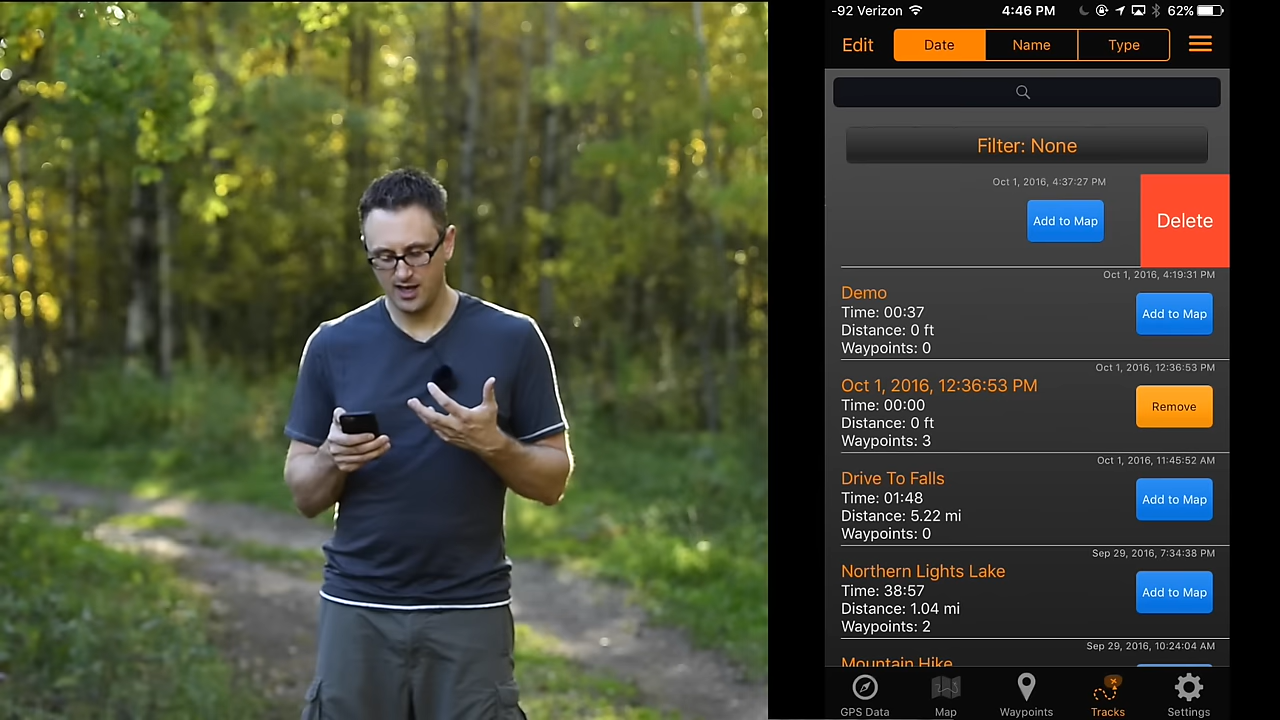 -92 Verizon 4:46 PM 62%
Edit Date Name Type
Filter: None
Oct 1, 2016, 4:37:27 PM
Add to Map Delete
Oct 1, 2016, 4:19:31 PM
Demo
Time: 00:37
Distance: 0 ft
Waypoints: 0
Add to Map
Oct 1, 2016, 12:36:53 PM
Oct 1, 2016, 12:36:53 PM
Time: 00:00
Distance: 0 ft
Waypoints: 3
Remove
Oct 1, 2016, 11:45:52 AM
Drive To Falls
Time: 01:48
Distance: 5.22 mi
Waypoints: 0
Add to Map
Sep 29, 2016, 7:34:38 PM
Northern Lights Lake
Time: 38:57
Distance: 1.04 mi
Waypoints: 2
Add to Map
Sep 29, 2016, 10:24:04 AM
Mountain Hike
GPS Data Map Waypoints Tracks Settings